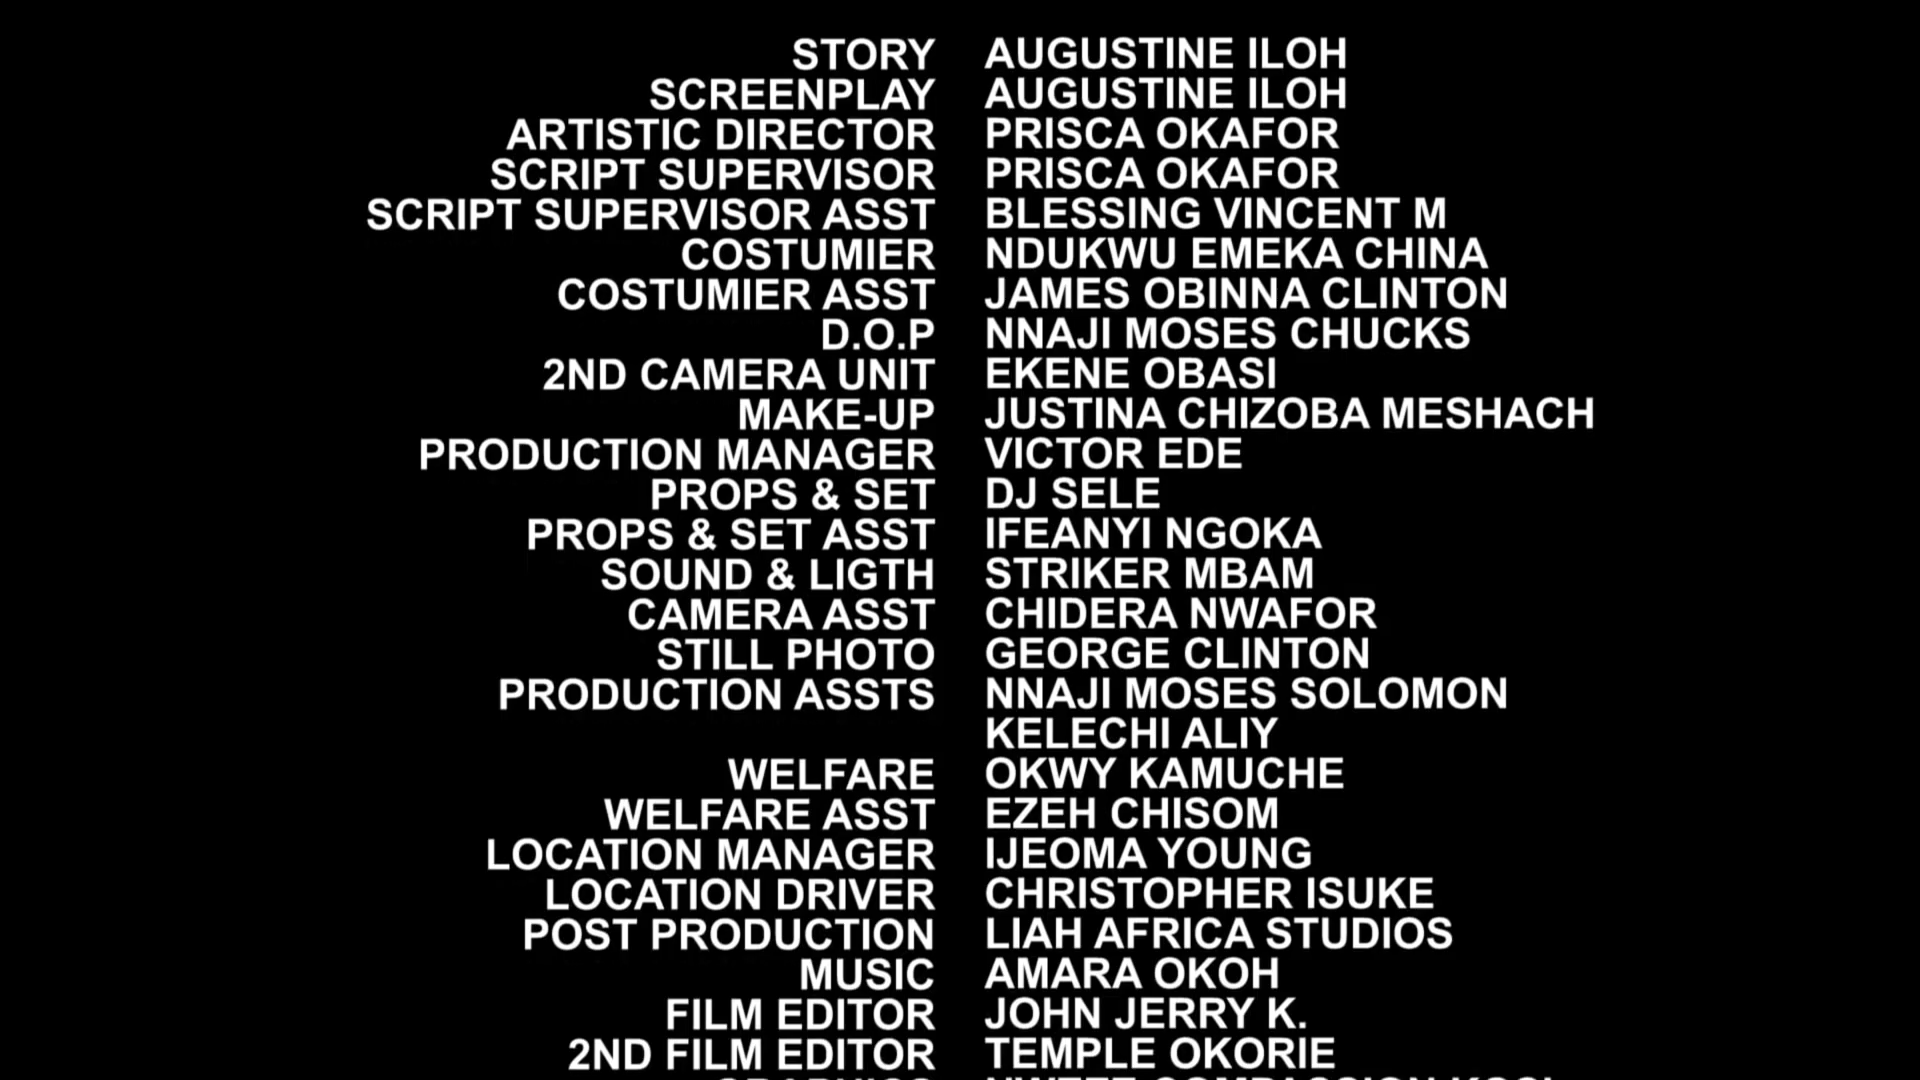 STORY AUGUSTINE ILOH
SCREENPLAY AUGUSTINE ILOH
ARTISTIC DIRECTOR PRISCA OKAFOR
SCRIPT SUPERVISOR PRISCA OKAFOR
SCRIPT SUPERVISOR ASST BLESSING VINCENT M
COSTUMIER NDUKWU EMEKA CHINA
COSTUMIER ASST JAMES OBINNA CLINTON
D.O.P NNAJI MOSES CHUCKS
2ND CAMERA UNIT EKENE OBASI
MAKE-UP JUSTINA CHIZOBA MESHACH
PRODUCTION MANAGER VICTOR EDE
PROPS & SET DJ SELE
PROPS & SET ASST IFEANYI NGOKA
SOUND & LIGTH STRIKER MBAM
CAMERA ASST CHIDERA NWAFOR
STILL PHOTO GEORGE CLINTON
PRODUCTION ASSTS NNAJI MOSES SOLOMON
KELECHI ALIY
WELFARE OKWY KAMUCHE
WELFARE ASST EZEH CHISOM
LOCATION MANAGER IJEOMA YOUNG
LOCATION DRIVER CHRISTOPHER ISUKE
POST PRODUCTION LIAH AFRICA STUDIOS
MUSIC AMARA OKOH
FILM EDITOR JOHN JERRY K.
2ND FILM EDITOR TEMPLE OKORIE